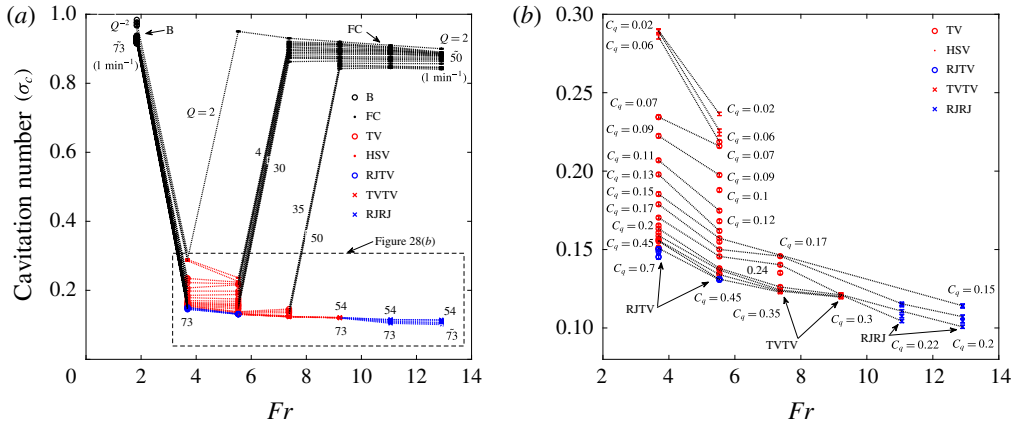 (a)
(b)
Cavitation number (σc)
1.0
0.8
0.6
0.4
0.2
0
2
4
6
8
10
12
14
Fr
Q⁻²
B
73̄
(l min⁻¹)
Q = 2
FC
Q = 2
50̄
(l min⁻¹)
4
30
35
50
B
FC
TV
HSV
RJTV
TVTV
RJRJ
Figure 28(b)
73
54
73
54
73
54
73̄
0.30
0.25
0.20
0.15
0.10
2
4
6
8
10
12
14
Fr
Cq = 0.02
Cq = 0.06
Cq = 0.07
Cq = 0.09
Cq = 0.11
Cq = 0.13
Cq = 0.15
Cq = 0.17
Cq = 0.2
Cq = 0.45
Cq = 0.7
RJTV
Cq = 0.02
Cq = 0.06
Cq = 0.07
Cq = 0.09
Cq = 0.1
Cq = 0.12
Cq = 0.17
0.24
Cq = 0.45
Cq = 0.35
TVTV
Cq = 0.3
RJRJ
Cq = 0.22
Cq = 0.15
Cq = 0.2
TV
HSV
RJTV
TVTV
RJRJ